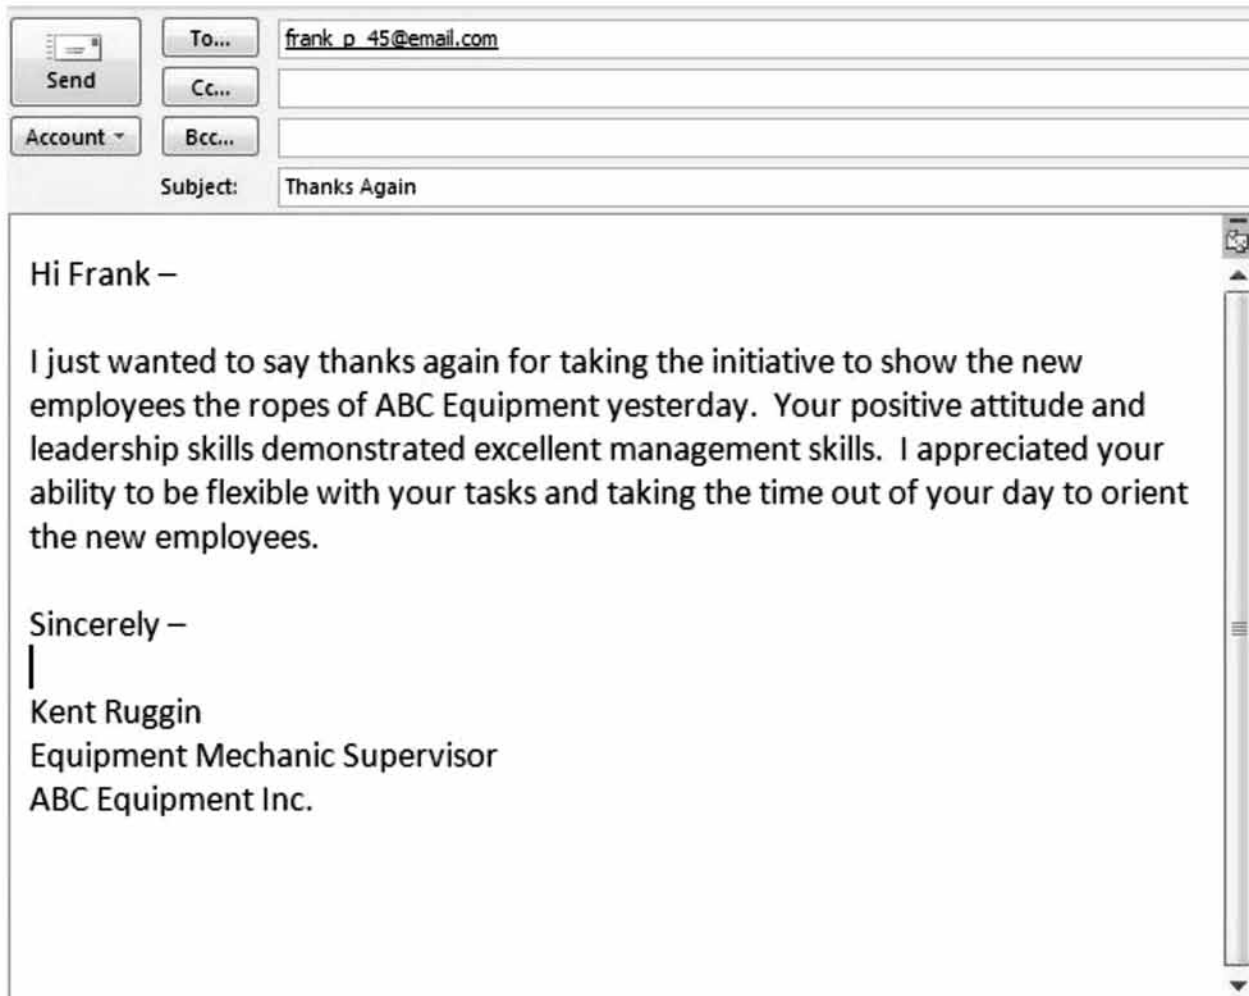 To...
frank_p_45@email.com
Send
Cc...
Account
Bcc...
Subject:
Thanks Again
Hi Frank –
I just wanted to say thanks again for taking the initiative to show the new
employees the ropes of ABC Equipment yesterday.  Your positive attitude and
leadership skills demonstrated excellent management skills.  I appreciated your
ability to be flexible with your tasks and taking the time out of your day to orient
the new employees.
Sincerely –
Kent Ruggin
Equipment Mechanic Supervisor
ABC Equipment Inc.